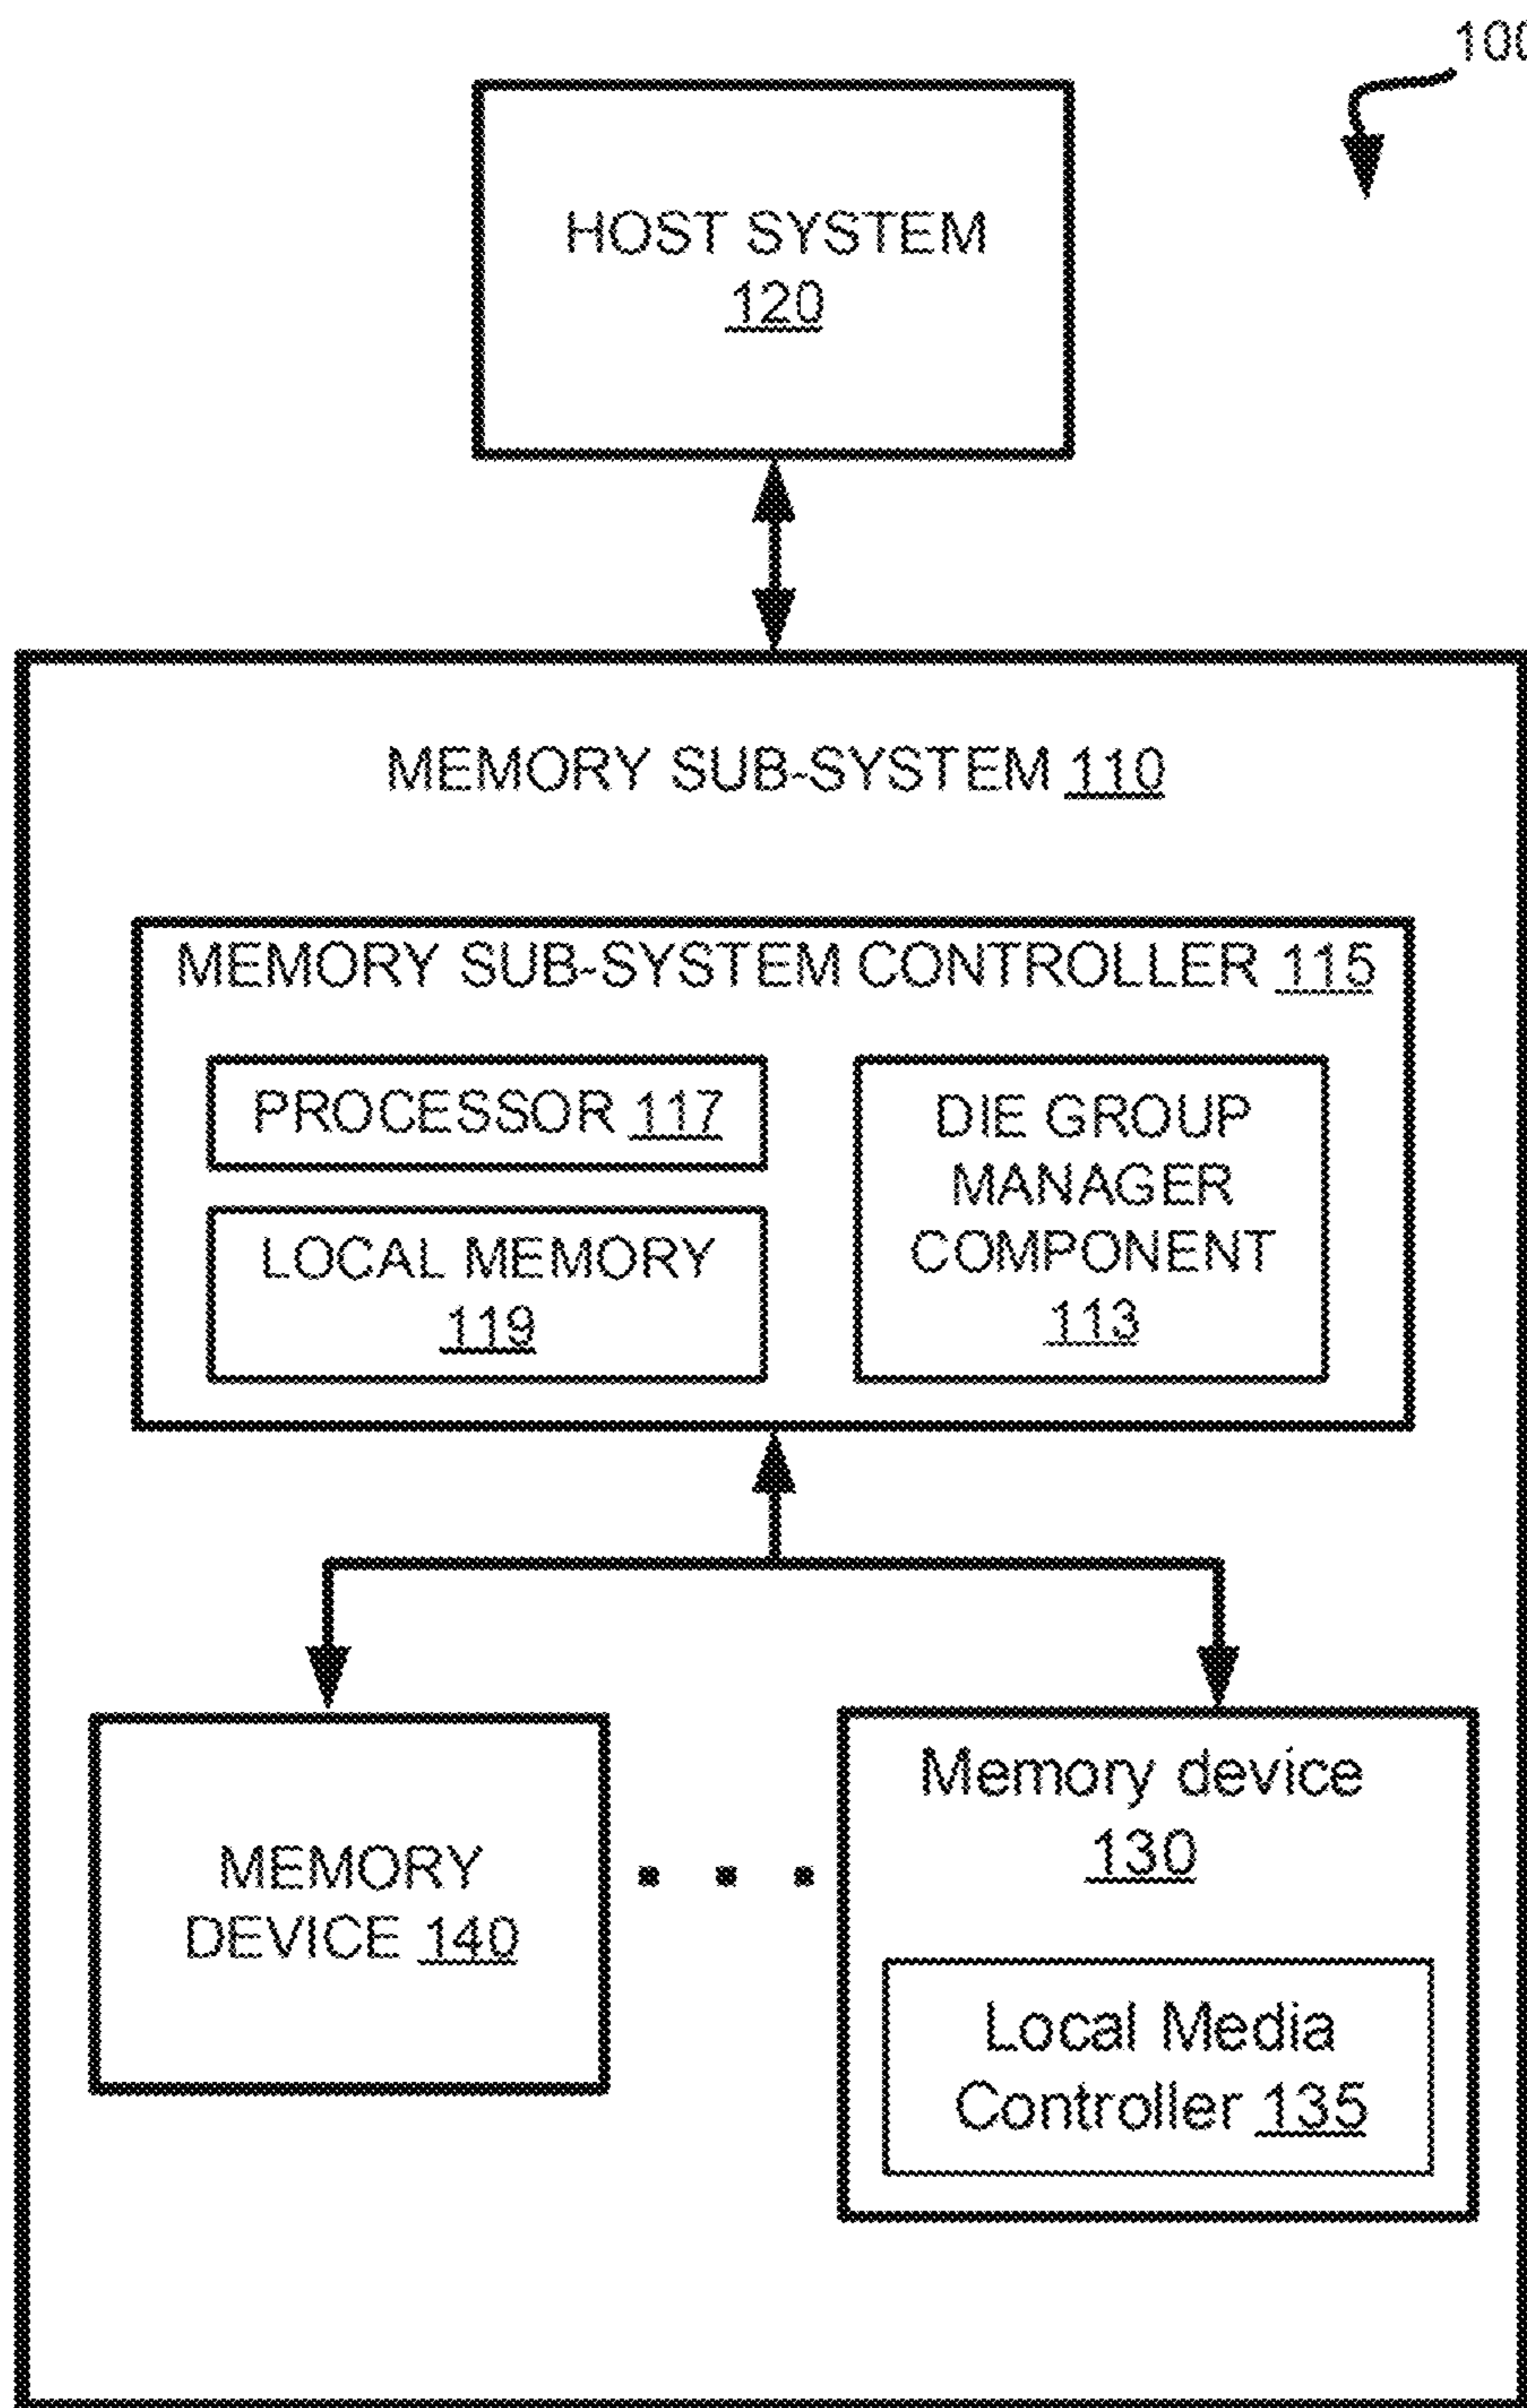 100
HOST SYSTEM
120
MEMORY SUB-SYSTEM 110
MEMORY SUB-SYSTEM CONTROLLER 115
PROCESSOR 117
LOCAL MEMORY
119
DIE GROUP
MANAGER
COMPONENT
113
MEMORY
DEVICE 140
Memory device
130
Local Media
Controller 135